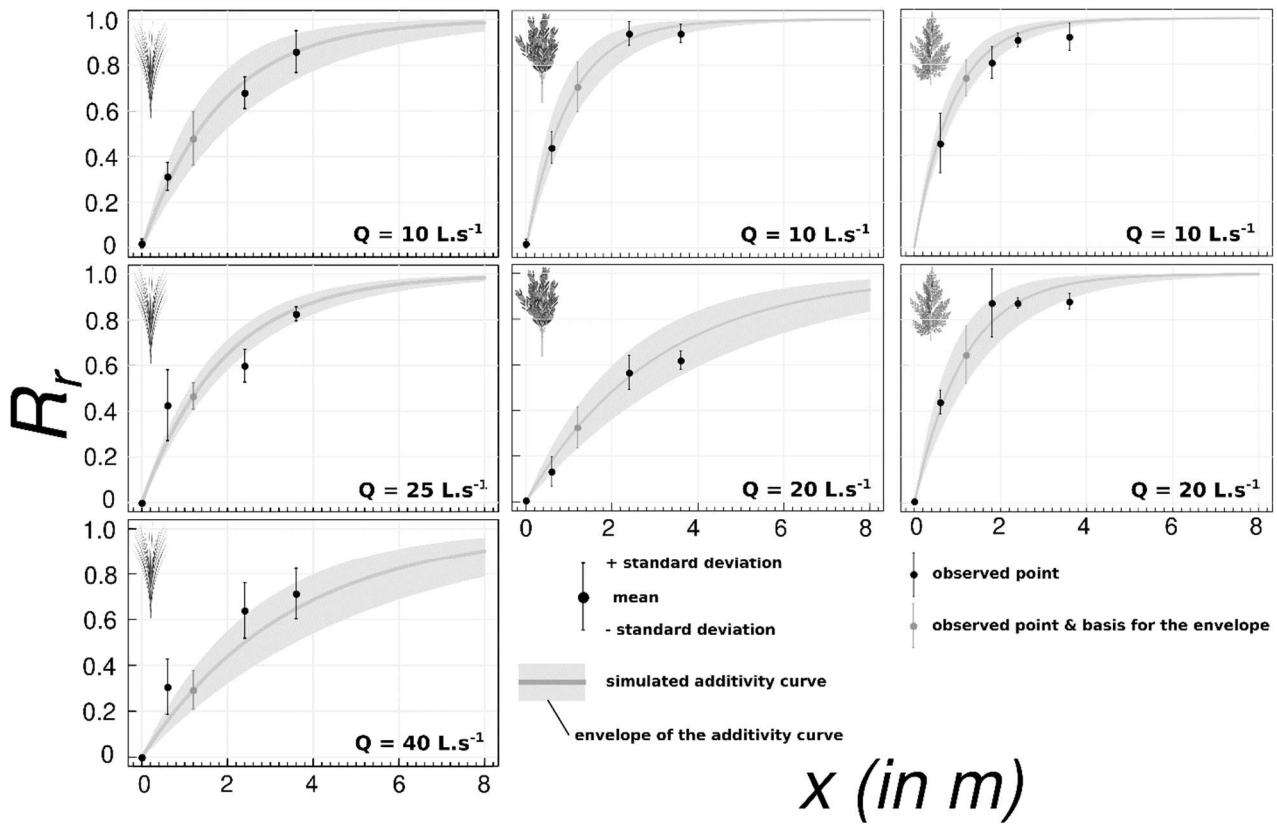 1.0
0.8
0.6
0.4
0.2
0
Q = 10 L.s-1
Q = 10 L.s-1
Q = 10 L.s-1
1.0
0.8
0.6
0.4
0.2
0
Q = 25 L.s-1
Q = 20 L.s-1
Q = 20 L.s-1
0 2 4 6 8
0 2 4 6 8
Rr
1.0
0.8
0.6
0.4
0.2
0
Q = 40 L.s-1
0 2 4 6 8
+ standard deviation
mean
- standard deviation
observed point
observed point & basis for the envelope
simulated additivity curve
envelope of the additivity curve
x (in m)